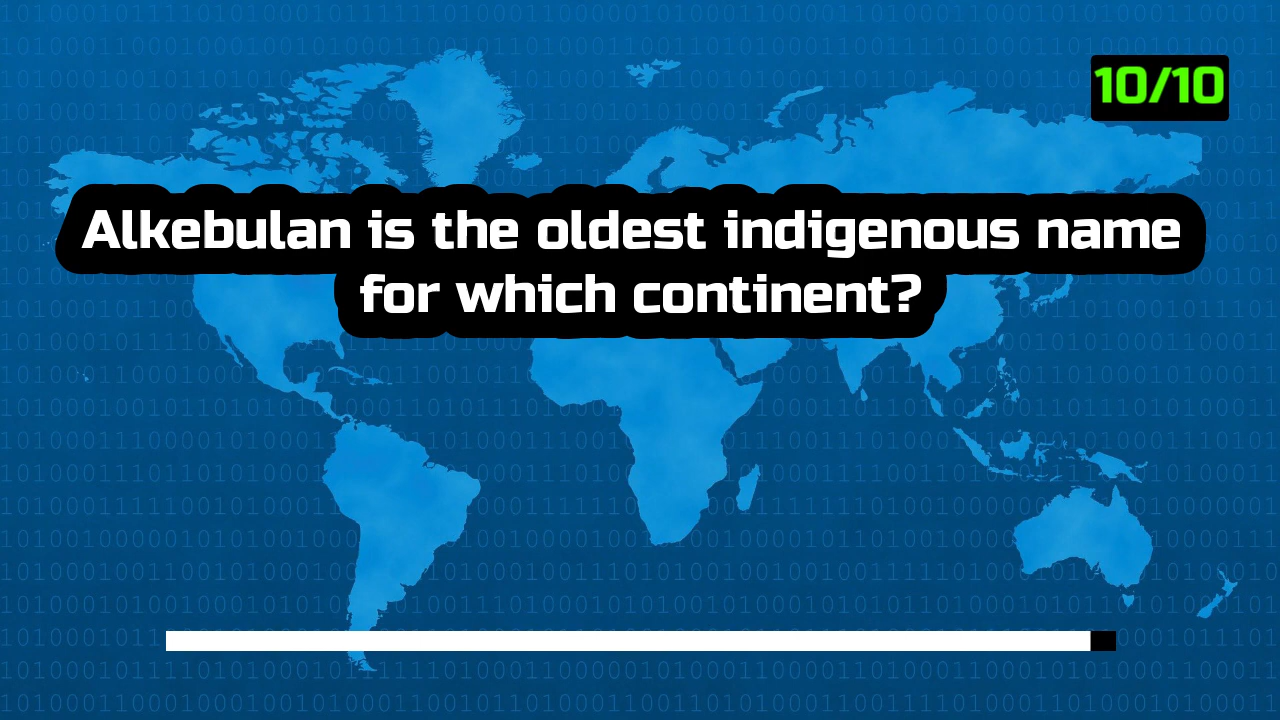 10/10
Alkebulan is the oldest indigenous name
for which continent?